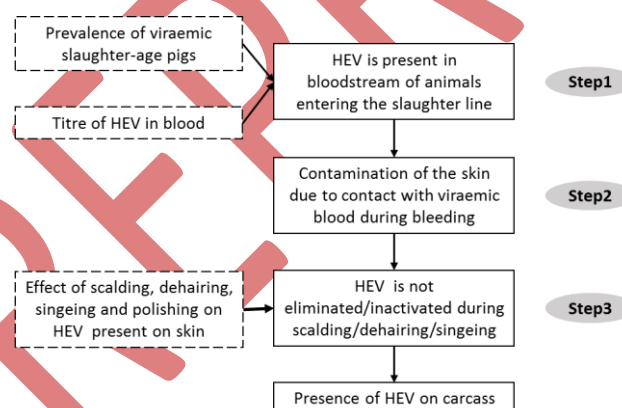 Prevalence of viraemic
slaughter-age pigs
Titre of HEV in blood
HEV is present in
bloodstream of animals
entering the slaughter line
Step1
Contamination of the skin
due to contact with viraemic
blood during bleeding
Step2
Effect of scalding, dehairing,
singeing and polishing on
HEV present on skin
HEV is not
eliminated/inactivated during
scalding/dehairing/singeing
Step3
Presence of HEV on carcass